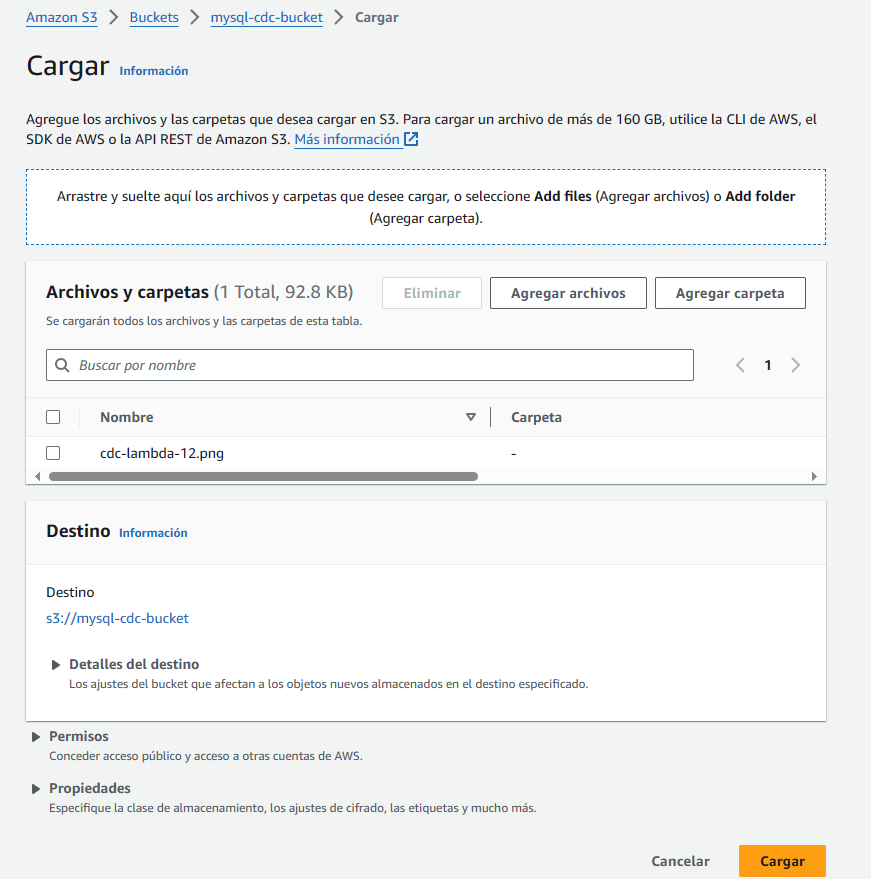 Amazon S3 > Buckets > mysql-cdc-bucket > Cargar
Cargar Información
Agregue los archivos y las carpetas que desea cargar en S3. Para cargar un archivo de más de 160 GB, utilice la CLI de AWS, el
SDK de AWS o la API REST de Amazon S3. Más información
Arrastre y suelte aquí los archivos y carpetas que desee cargar, o seleccione Add files (Agregar archivos) o Add folder
(Agregar carpeta).
Archivos y carpetas (1 Total, 92.8 KB) Eliminar Agregar archivos Agregar carpeta
Se cargarán todos los archivos y las carpetas de esta tabla.
Buscar por nombre 1
Nombre Carpeta
cdc-lambda-12.png -
Destino Información
Destino
s3://mysql-cdc-bucket
Detalles del destino
Los ajustes del bucket que afectan a los objetos nuevos almacenados en el destino especificado.
Permisos
Conceder acceso público y acceso a otras cuentas de AWS.
Propiedades
Especifique la clase de almacenamiento, los ajustes de cifrado, las etiquetas y mucho más.
Cancelar Cargar